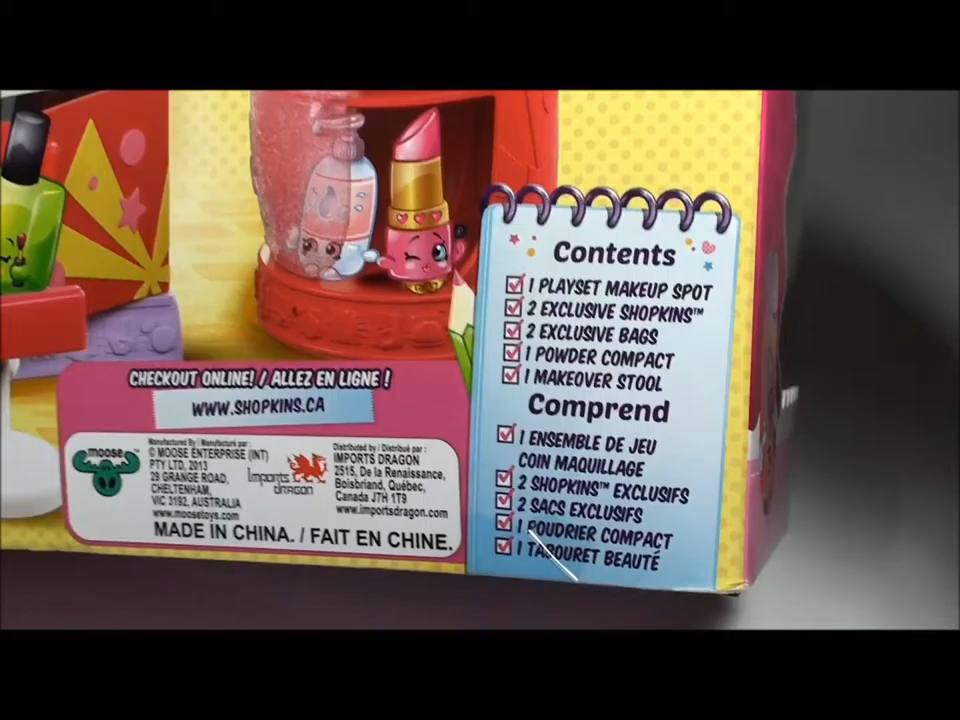 Contents
1 PLAYSET MAKEUP SPOT
2 EXCLUSIVE SHOPKINS™
2 EXCLUSIVE BAGS
1 POWDER COMPACT
1 MAKEOVER STOOL
Comprend
1 ENSEMBLE DE JEU
COIN MAQUILLAGE
2 SHOPKINS™ EXCLUSIFS
2 SACS EXCLUSIFS
1 POUDRIER COMPACT
1 TABOURET BEAUTÉ
CHECKOUT ONLINE! / ALLEZ EN LIGNE !
WWW.SHOPKINS.CA
moose
Manufactured By / Manufacturé par :
© MOOSE ENTERPRISE (INT)
PTY LTD, 2013
29 GRANGE ROAD,
CHELTENHAM,
VIC 3192, AUSTRALIA
www.moosetoys.com
Imports
dragon
Distributed by / Distribué par :
IMPORTS DRAGON
2515, De la Renaissance,
Boisbriand, Québec,
Canada J7H 1T9
www.importsdragon.com
MADE IN CHINA. / FAIT EN CHINE.